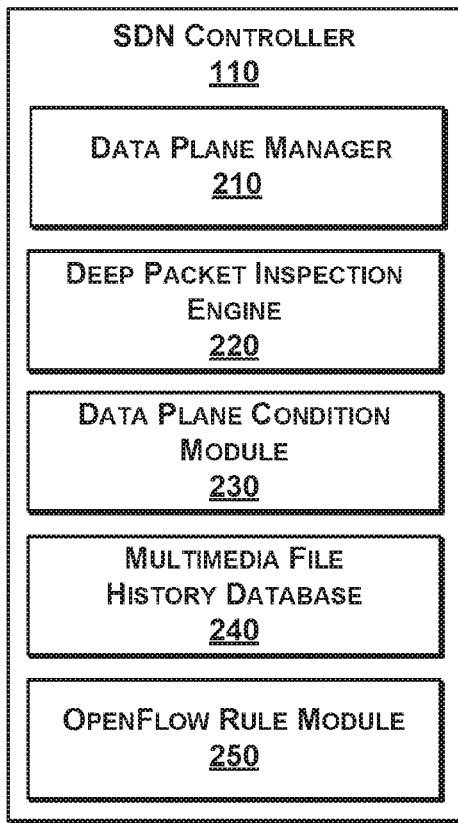 SDN CONTROLLER
110
DATA PLANE MANAGER
210
DEEP PACKET INSPECTION
ENGINE
220
DATA PLANE CONDITION
MODULE
230
MULTIMEDIA FILE
HISTORY DATABASE
240
OPENFLOW RULE MODULE
250